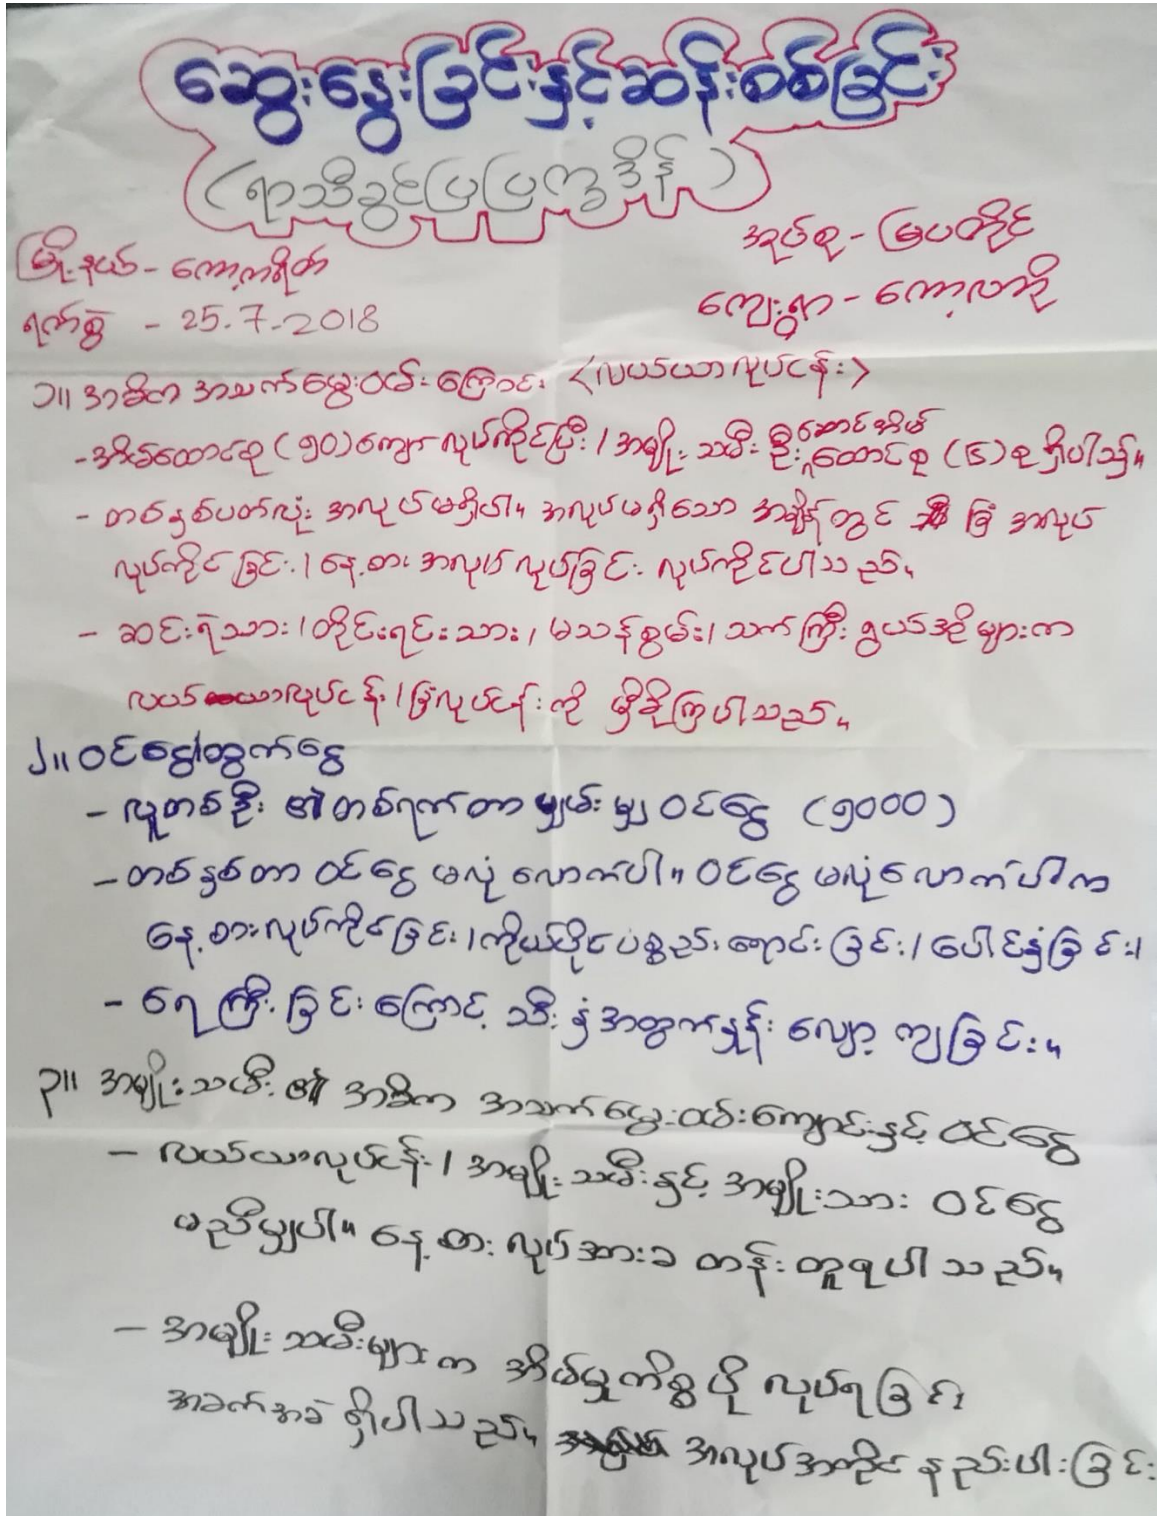 ဆွေးနွေးခြင်းနှင့်ဆန်းစစ်ခြင်း
(ရာသီခွင်ပြပြက္ခဒိန်)
မြို့နယ် - ကော့ကရိတ်
အုပ်စု - မြပတိုင်
ရက်စွဲ - 25.7.2018
ကျေးရွာ - ကော့လာဘို
၁။ အဓိက အသက်မွေးဝမ်းကြောင်း <လယ်ယာလုပ်ငန်း>
- အိမ်ထောင်စု (၅၀)ကျော် လုပ်ကိုင်ပြီး / အမျိုးသမီးဦးဆောင်အိမ်ထောင်စု (၆)စု ရှိပါသည်။
- တစ်နှစ်ပတ်လုံး အလုပ်မရှိပါ။ အလုပ်မရှိသော အချိန်တွင် ခြံ အလုပ်
လုပ်ကိုင်ခြင်း / နေ့စား အလုပ် လုပ်ခြင်း လုပ်ကိုင်ပါသည်။
- ဆင်းရဲသား / တိုင်းရင်းသား / မသန်စွမ်း / သက်ကြီးရွယ်အိုများက
လယ်ယာလုပ်ငန်း / ခြံလုပ်ငန်းကို မှီခိုကြပါသည်။
၂။ ဝင်ငွေ/ထွက်ငွေ
- လူတစ်ဦး ၏ တစ်ရက်တာ ပျှမ်းမျှ ဝင်ငွေ (၅၀၀၀)
- တစ်နှစ်တာ ဝင်ငွေ မလုံလောက်ပါ။ ဝင်ငွေ မလုံလောက်ပါက
နေ့စားလုပ်ကိုင်ခြင်း / ကိုယ်ပိုင်ပစ္စည်းရောင်းခြင်း / ပေါင်နှံခြင်း /
- ရေကြီးခြင်းကြောင့် သီးနှံအထွက်နှုန်း လျော့ကျခြင်း။
၃။ အမျိုးသမီး ၏ အဓိက အသက်မွေးဝမ်းကျောင်းနှင့် ဝင်ငွေ
- လယ်ယာလုပ်ငန်း / အမျိုးသမီးနှင့် အမျိုးသား ဝင်ငွေ
မညီမျှပါ။ နေ့စား လုပ်အားခ တန်းတူရပါသည်။
- အမျိုးသမီးများက အိမ်မှုကိစ္စပို လုပ်ရခြင်း
အခက်အခဲ ရှိပါသည်။ အလုပ်အကိုင်နည်းပါးခြင်း